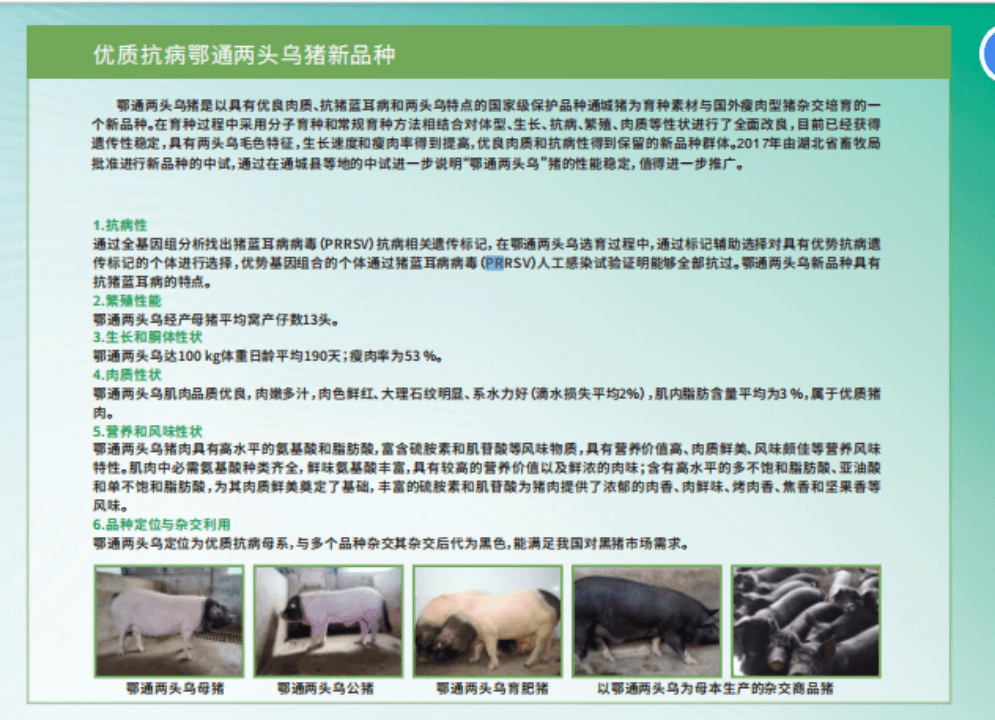 优质抗病鄂通两头乌猪新品种
鄂通两头乌猪是以具有优良肉质、抗猪蓝耳病和两头乌特点的国家级保护品种通城猪为育种素材与国外瘦肉型猪杂交培育的一
个新品种。在育种过程中采用分子育种和常规育种方法相结合对体型、生长、抗病、繁殖、肉质等性状进行了全面改良,目前已经获得
遗传性稳定,具有两头乌毛色特征,生长速度和瘦肉率得到提高,优良肉质和抗病性得到保留的新品种群体。2017年由湖北省畜牧局
批准进行新品种的中试,通过在通城县等地的中试进一步说明“鄂通两头乌”猪的性能稳定,值得进一步推广。
1.抗病性
通过全基因组分析找出猪蓝耳病病毒(PRRSV)抗病相关遗传标记,在鄂通两头乌选育过程中,通过标记辅助选择对具有优势抗病遗
传标记的个体进行选择,优势基因组合的个体通过猪蓝耳病病毒(PRRSV)人工感染试验证明能够全部抗过。鄂通两头乌新品种具有
抗猪蓝耳病的特点。
2.繁殖性能
鄂通两头乌经产母猪平均窝产仔数13头。
3.生长和胴体性状
鄂通两头乌达100 kg体重日龄平均190天;瘦肉率为53 %。
4.肉质性状
鄂通两头乌肌肉品质优良,肉嫩多汁,肉色鲜红、大理石纹明显、系水力好(滴水损失平均2%),肌内脂肪含量平均为3 %,属于优质猪
肉。
5.营养和风味性状
鄂通两头乌猪肉具有高水平的氨基酸和脂肪酸,富含硫胺素和肌苷酸等风味物质,具有营养价值高、肉质鲜美、风味颇佳等营养风味
特性。肌肉中必需氨基酸种类齐全,鲜味氨基酸丰富,具有较高的营养价值以及鲜浓的肉味;含有高水平的多不饱和脂肪酸、亚油酸
和单不饱和脂肪酸,为其肉质鲜美奠定了基础,丰富的硫胺素和肌苷酸为猪肉提供了浓郁的肉香、肉鲜味、烤肉香、焦香和坚果香等
风味。
6.品种定位与杂交利用
鄂通两头乌定位为优质抗病母系,与多个品种杂交其杂交后代为黑色,能满足我国对黑猪市场需求。
鄂通两头乌母猪
鄂通两头乌公猪
鄂通两头乌育肥猪
以鄂通两头乌为母本生产的杂交商品猪